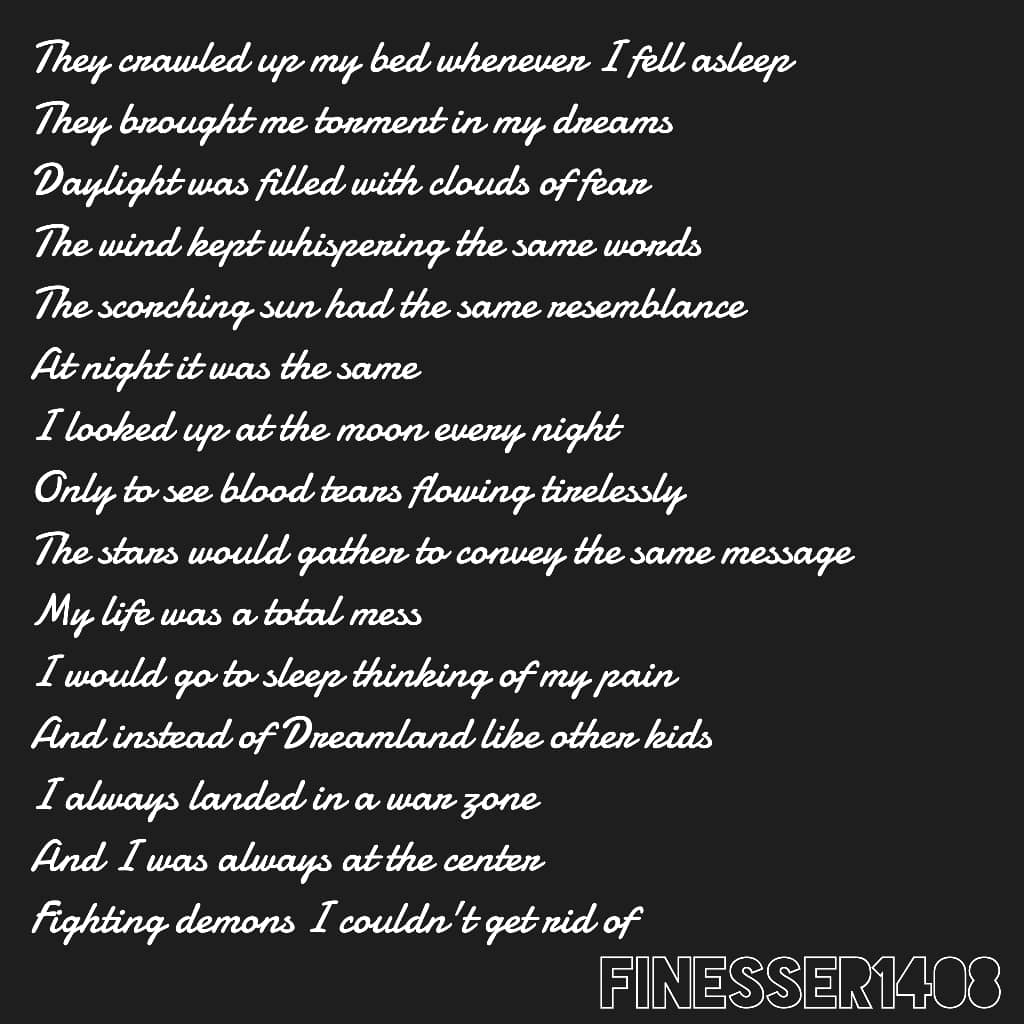 They crawled up my bed whenever I fell asleep
They brought me torment in my dreams
Daylight was filled with clouds of fear
The wind kept whispering the same words
The scorching sun had the same resemblance
At night it was the same
I looked up at the moon every night
Only to see blood tears flowing tirelessly
The stars would gather to convey the same message
My life was a total mess
I would go to sleep thinking of my pain
And instead of Dreamland like other kids
I always landed in a war zone
And I was always at the center
Fighting demons I couldn't get rid of
FINESSER1408